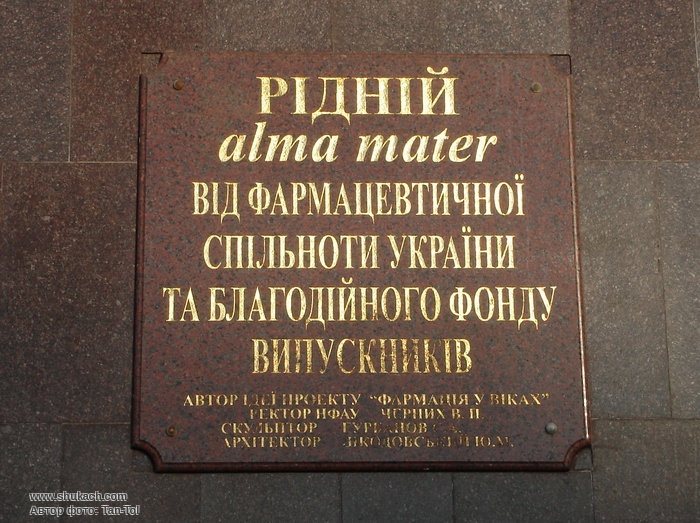 РІДНІЙ
alma mater
ВІД ФАРМАЦЕВТИЧНОЇ
СПІЛЬНОТИ УКРАЇНИ
ТА БЛАГОДІЙНОГО ФОНДУ
ВИПУСКНИКІВ
АВТОР ІДЕЇ ПРОЕКТУ “ФАРМАЦІЯ У ВІКАХ”
РЕКТОР НФАУ ЧЕРНИХ В.П.
СКУЛЬПТОР
АРХІТЕКТОР
www.shukach.com
Автор фото: Tan-Tol